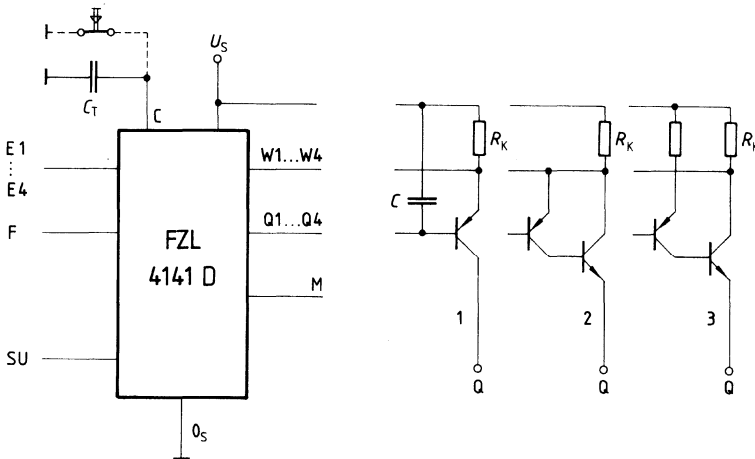 U_S
C_T
C
E1
⋮
E4
F
SU
FZL
4141 D
W1...W4
Q1...Q4
M
0_S
R_K
R_K
R_K
C
1
2
3
Q
Q
Q